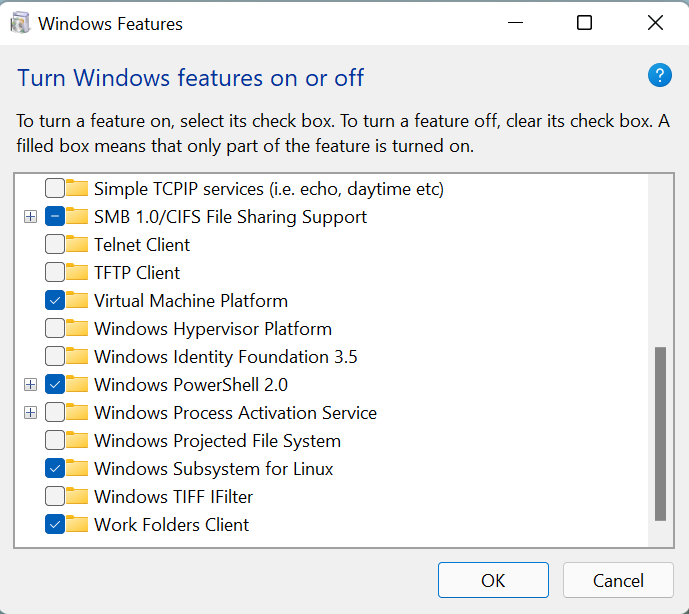 Windows Features
Turn Windows features on or off
?
To turn a feature on, select its check box. To turn a feature off, clear its check box. A
filled box means that only part of the feature is turned on.
Simple TCPIP services (i.e. echo, daytime etc)
SMB 1.0/CIFS File Sharing Support
Telnet Client
TFTP Client
Virtual Machine Platform
Windows Hypervisor Platform
Windows Identity Foundation 3.5
Windows PowerShell 2.0
Windows Process Activation Service
Windows Projected File System
Windows Subsystem for Linux
Windows TIFF IFilter
Work Folders Client
OK
Cancel